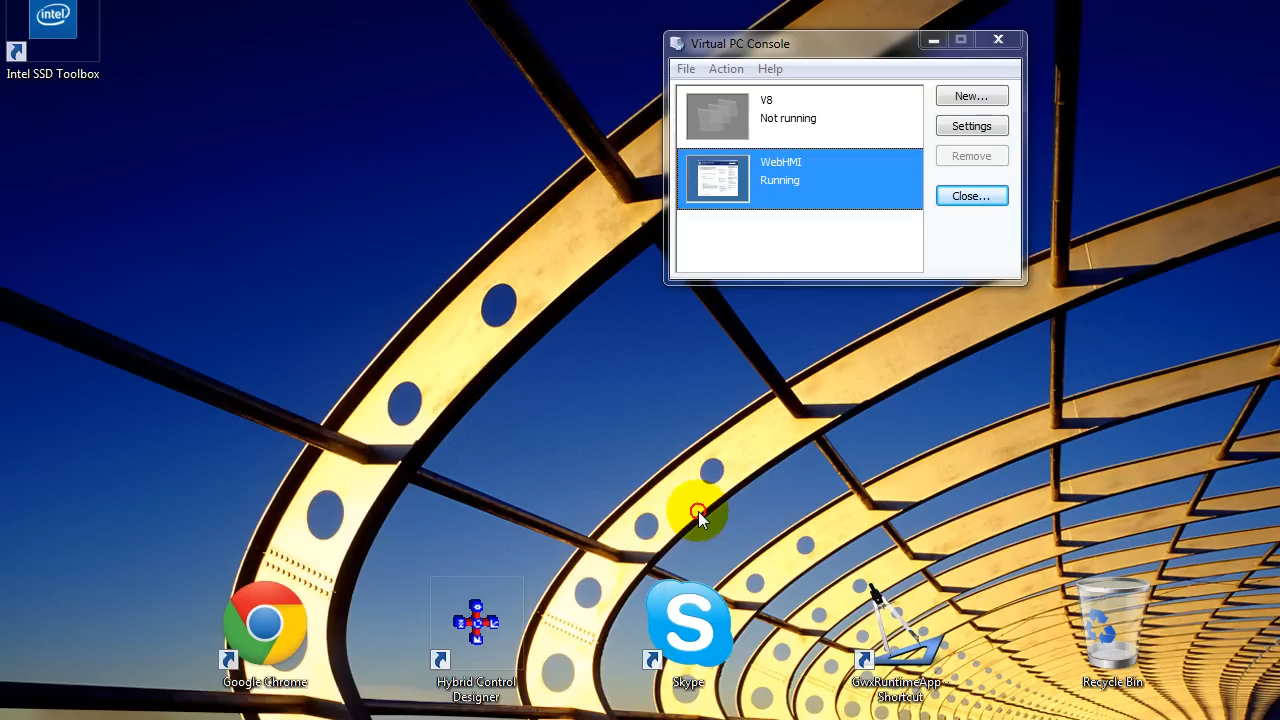 intel
Intel SSD Toolbox
Virtual PC Console
File Action Help
V8
Not running
WebHMI
Running
New...
Settings
Remove
Close...
S
Google Chrome
Hybrid Control
Designer
Skype
GwxRuntimeApp -
Shortcut
Recycle Bin